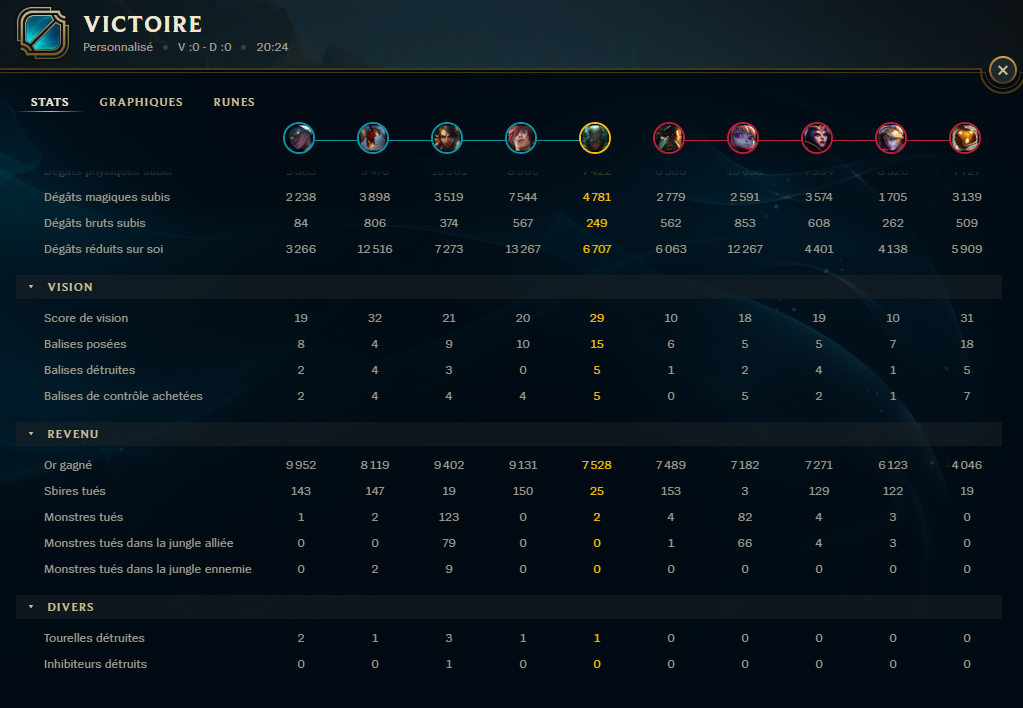 VICTOIRE
Personnalisé • V :0 - D :0 • 20:24
STATS GRAPHIQUES RUNES
Dégâts physiques subis
Dégâts magiques subis 2 238 3 898 3 519 7 544 4 781 2 779 2 591 3 574 1 705 3 139
Dégâts bruts subis 84 806 374 567 249 562 853 608 262 509
Dégâts réduits sur soi 3 266 12 516 7 273 13 267 6 707 6 063 12 267 4 401 4 138 5 909
VISION
Score de vision 19 32 21 20 29 10 18 19 10 31
Balises posées 8 4 9 10 15 6 5 5 7 18
Balises détruites 2 4 3 0 5 1 2 4 1 5
Balises de contrôle achetées 2 4 4 4 5 0 5 2 1 7
REVENU
Or gagné 9 952 8 119 9 402 9 131 7 528 7 489 7 182 7 271 6 123 4 046
Sbires tués 143 147 19 150 25 153 3 129 122 19
Monstres tués 1 2 123 0 2 4 82 4 3 0
Monstres tués dans la jungle alliée 0 0 79 0 0 1 66 4 3 0
Monstres tués dans la jungle ennemie 0 2 9 0 0 0 0 0 0 0
DIVERS
Tourelles détruites 2 1 3 1 1 0 0 0 0 0
Inhibiteurs détruits 0 0 1 0 0 0 0 0 0 0